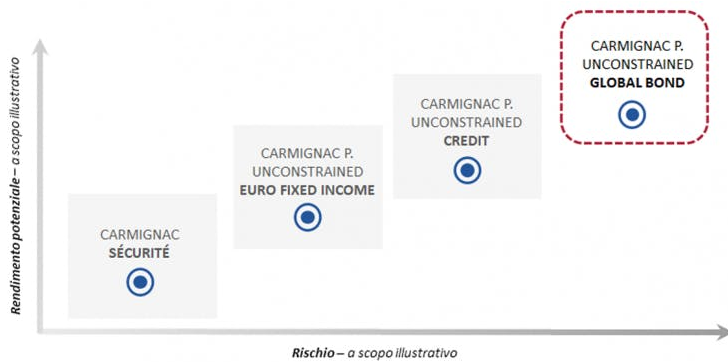 CARMIGNAC P.
UNCONSTRAINED
GLOBAL BOND
CARMIGNAC P.
UNCONSTRAINED
CREDIT
CARMIGNAC P.
UNCONSTRAINED
EURO FIXED INCOME
CARMIGNAC
SÉCURITÉ
Rendimento potenziale – a scopo illustrativo
Rischio – a scopo illustrativo